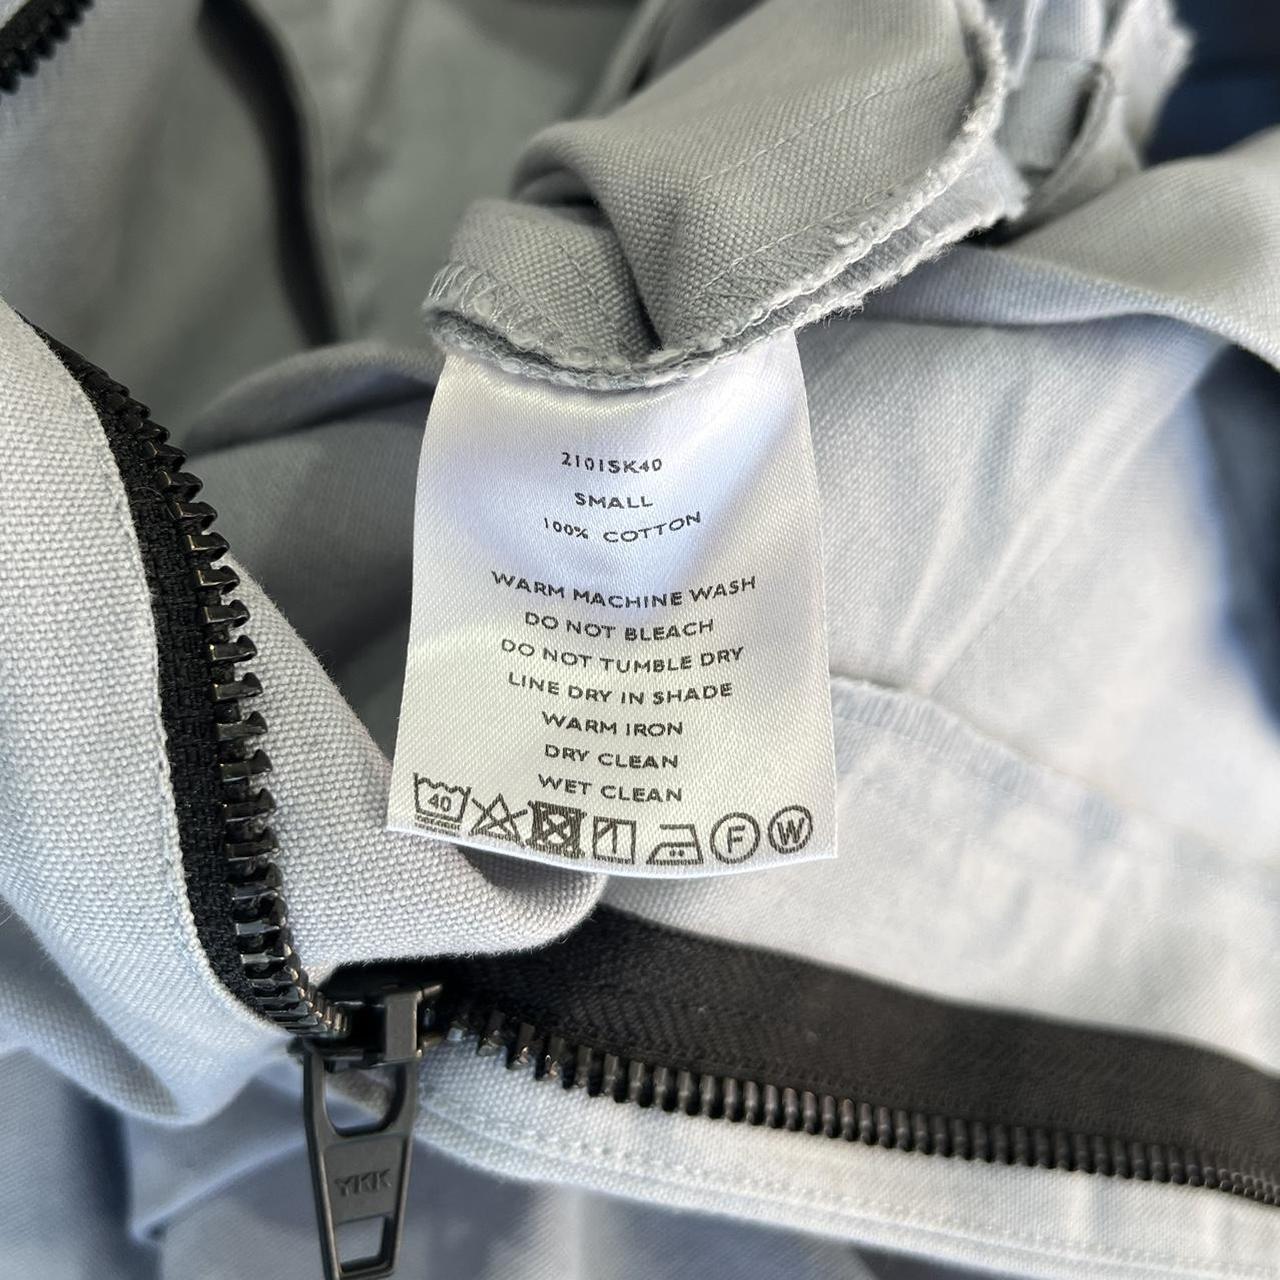 2101SK40
SMALL
100% COTTON
WARM MACHINE WASH
DO NOT BLEACH
DO NOT TUMBLE DRY
LINE DRY IN SHADE
WARM IRON
DRY CLEAN
WET CLEAN
40 F W
YKK